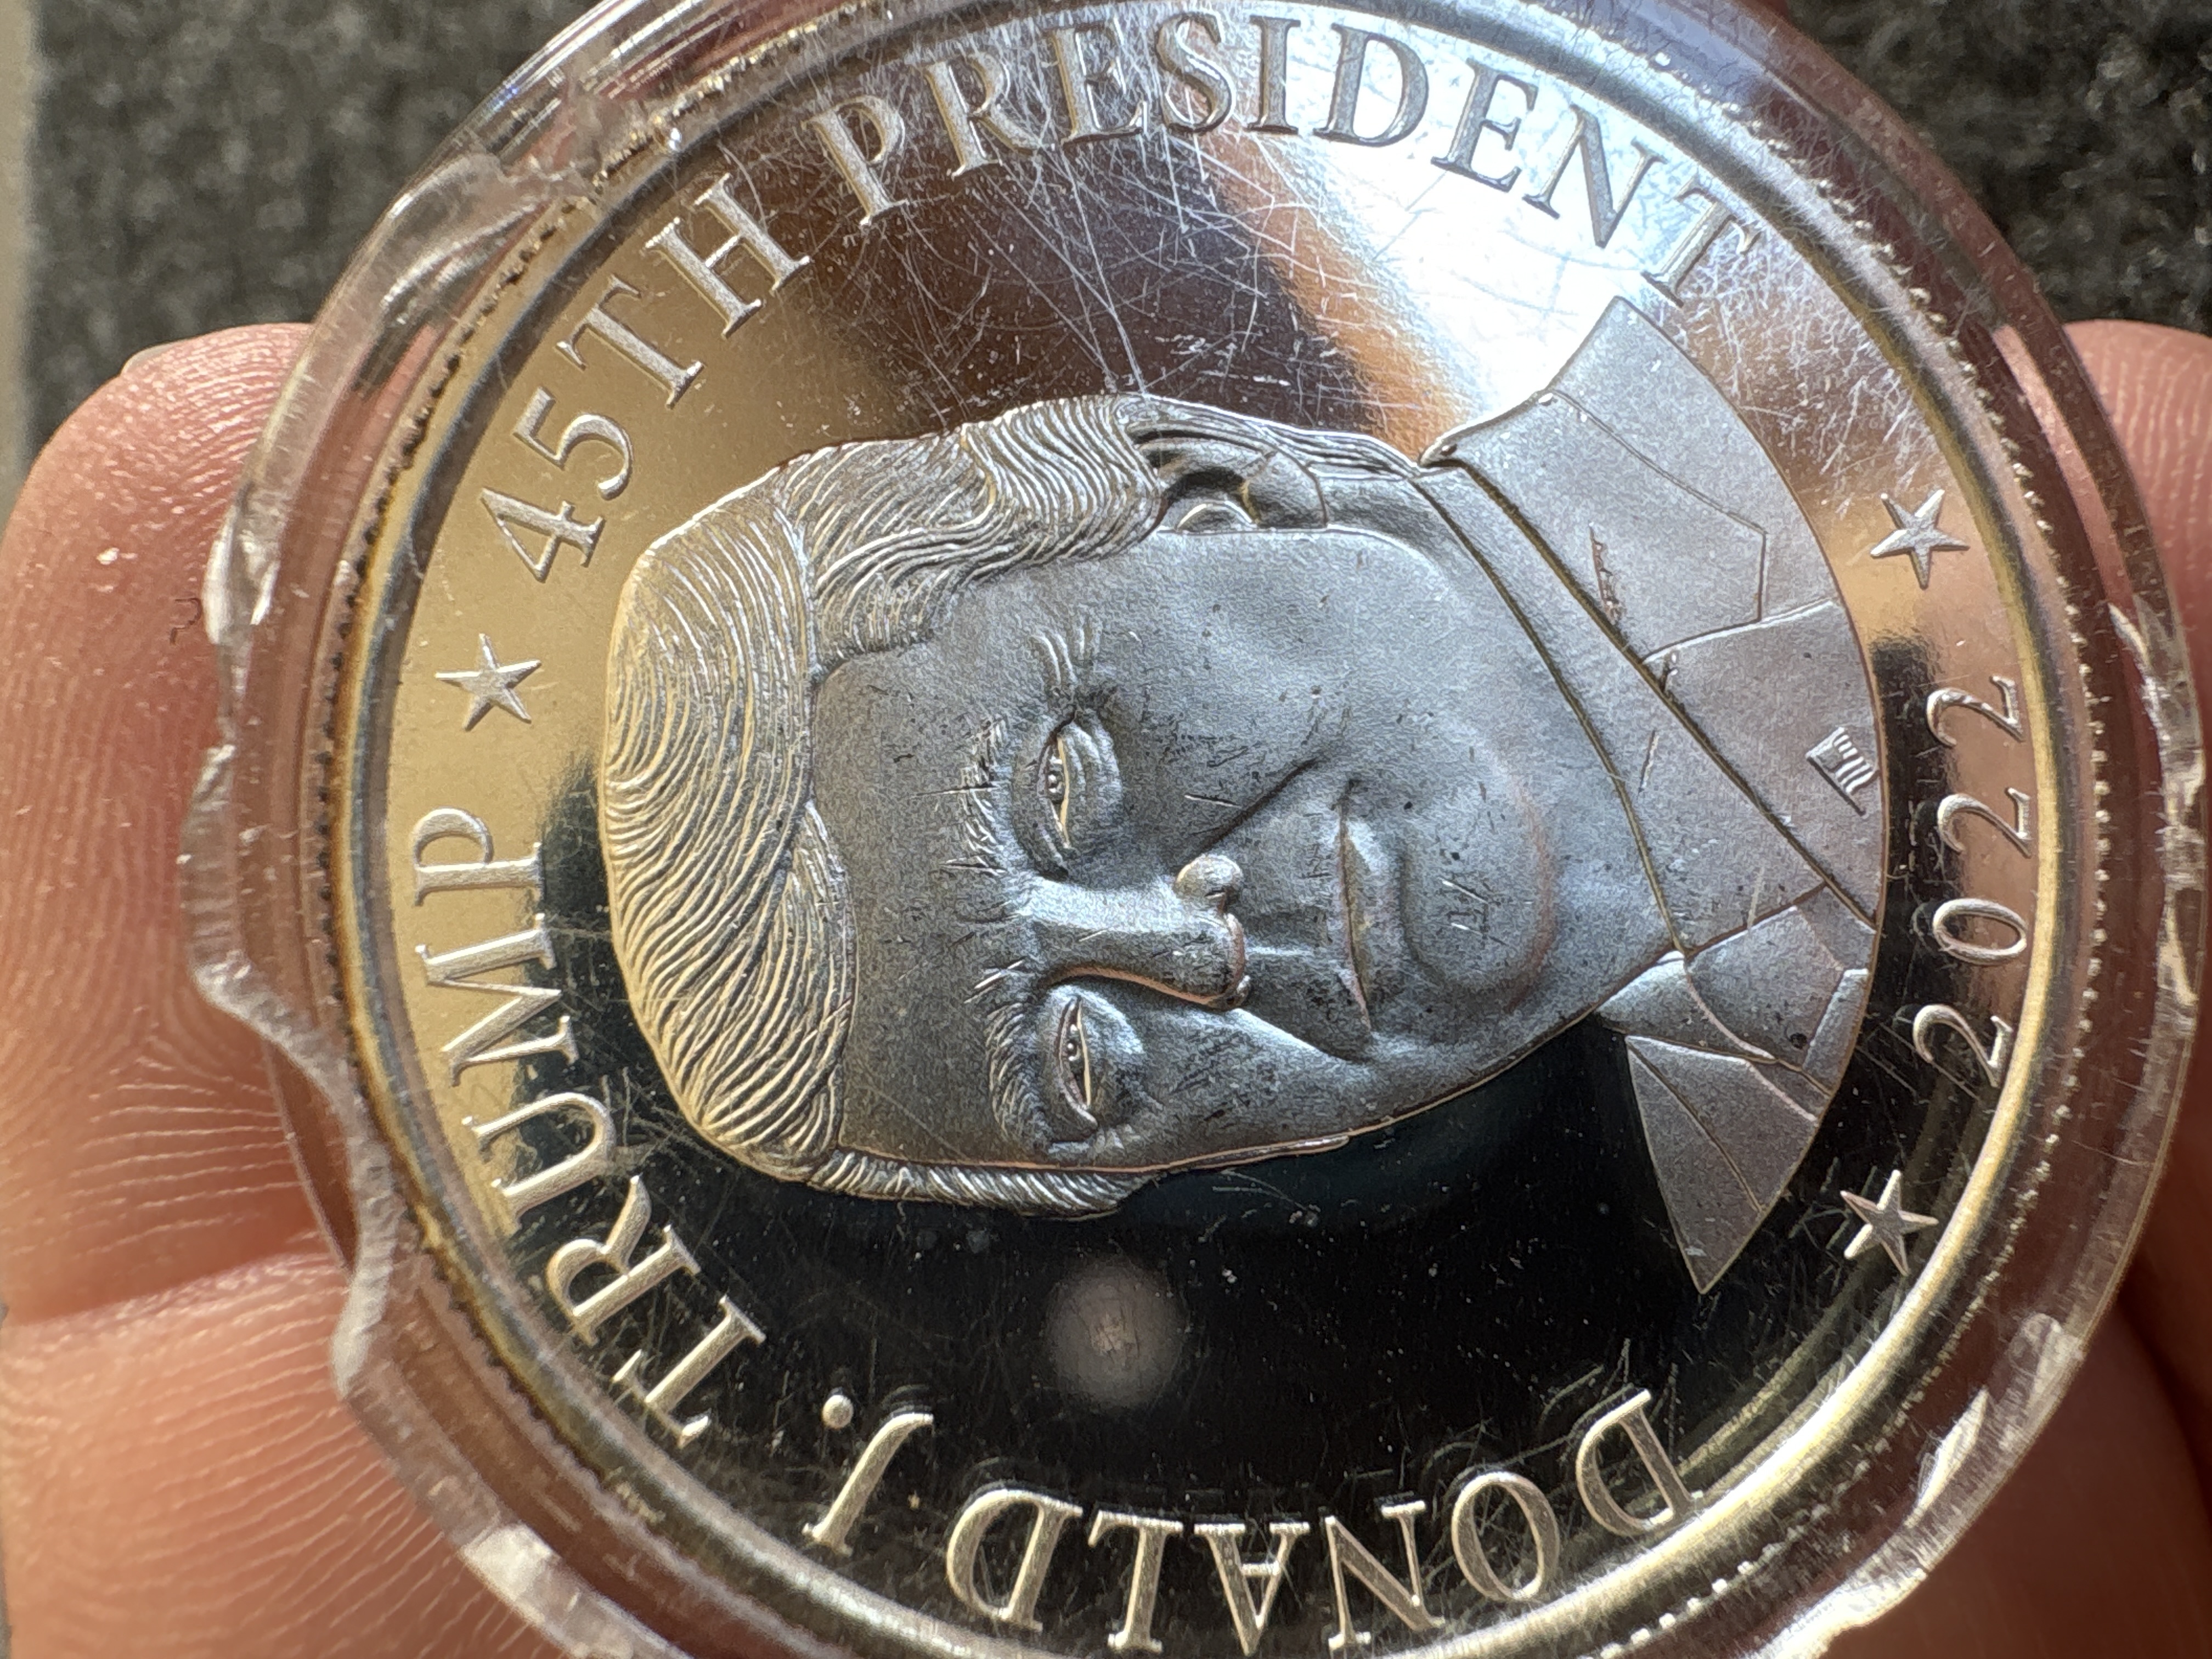 DONALD J. TRUMP ★ 45TH PRESIDENT
★ 2022 ★